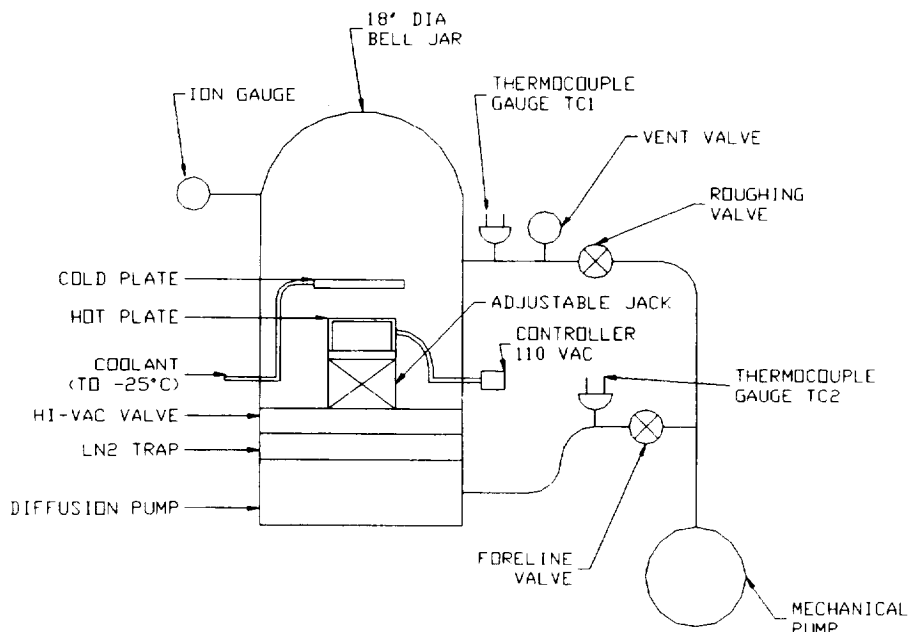 18" DIA
BELL JAR
ION GAUGE
THERMOCOUPLE
GAUGE TC1
VENT VALVE
ROUGHING
VALVE
COLD PLATE
HOT PLATE
ADJUSTABLE JACK
COOLANT
(TO -25°C)
CONTROLLER
110 VAC
THERMOCOUPLE
GAUGE TC2
HI-VAC VALVE
LN2 TRAP
DIFFUSION PUMP
FORELINE
VALVE
MECHANICAL
PUMP